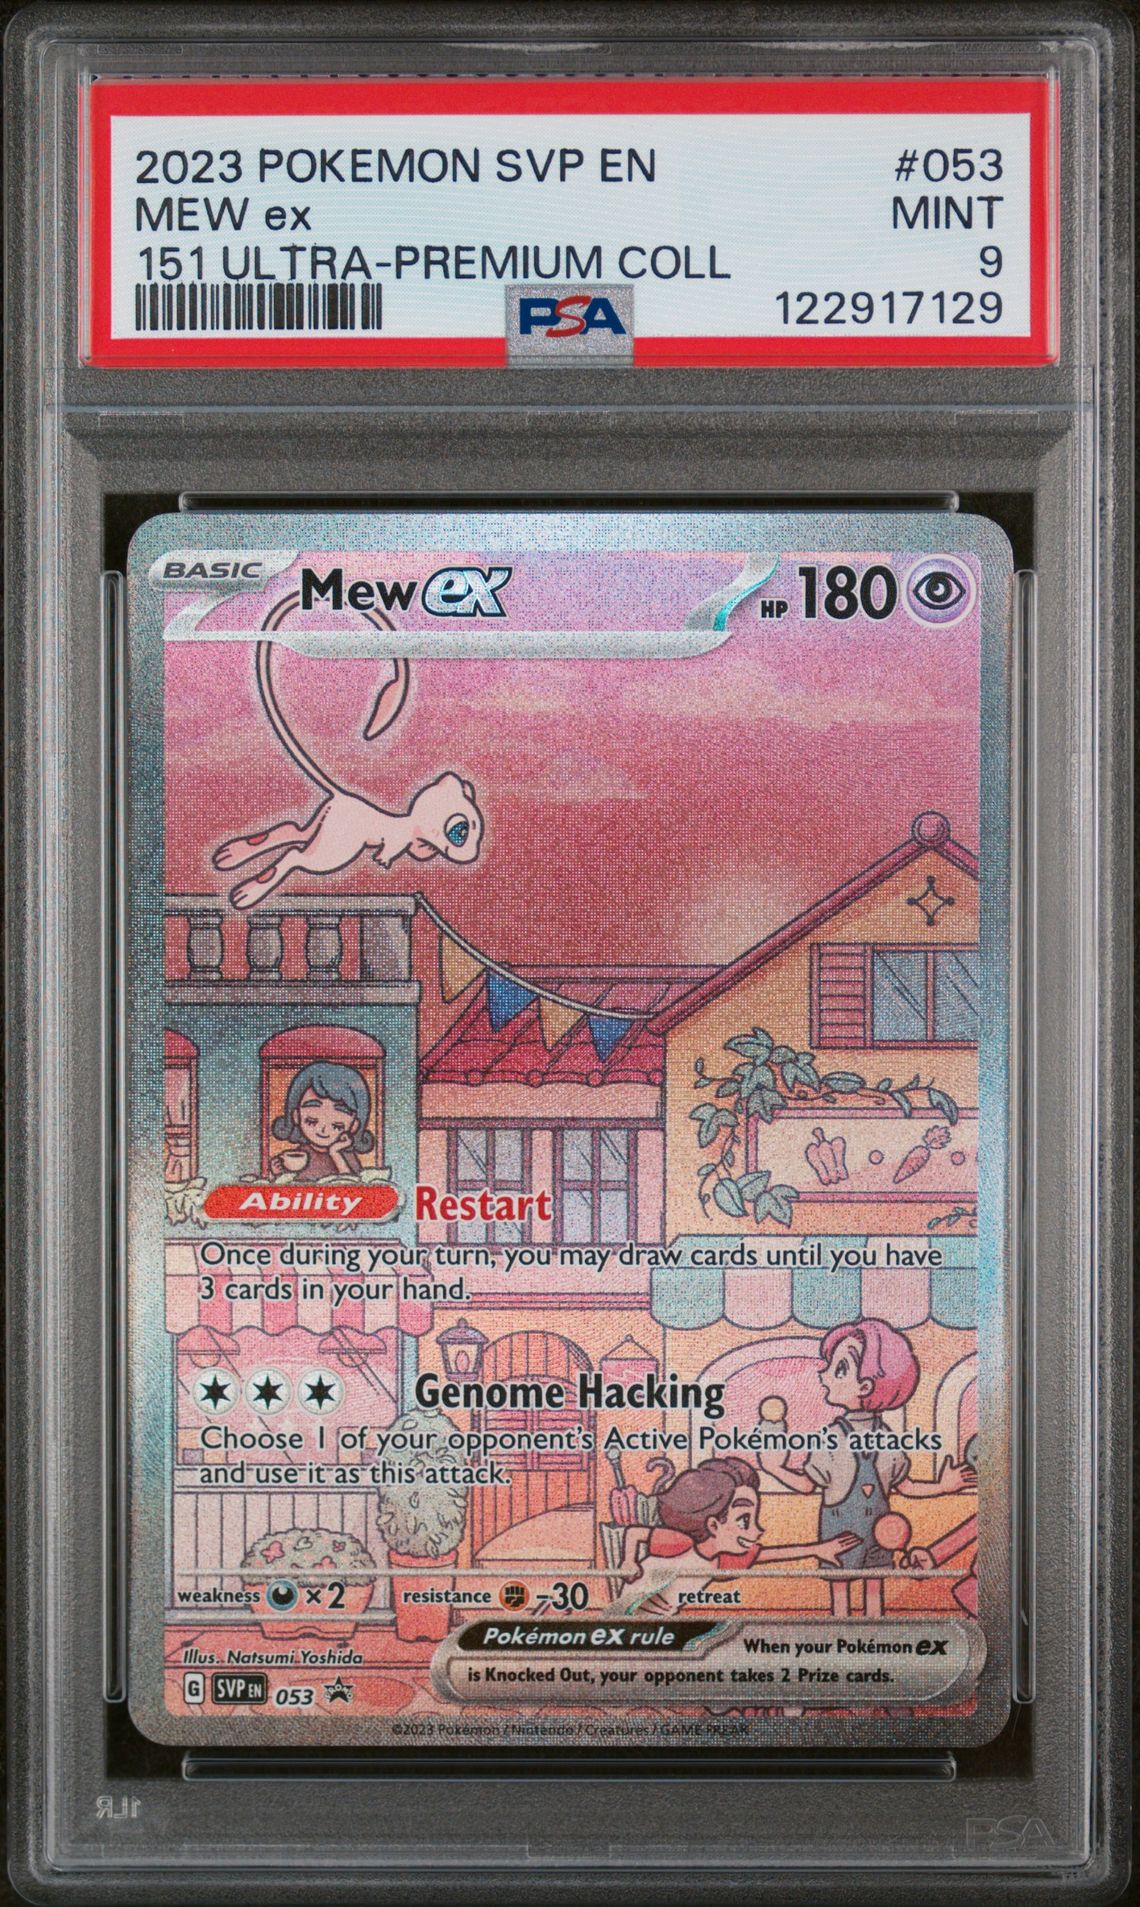 2023 POKEMON SVP EN #053
MEW ex MINT
151 ULTRA-PREMIUM COLL 9
PSA 122917129
BASIC Mew ex HP 180
Ability Restart
Once during your turn, you may draw cards until you have
3 cards in your hand.
Genome Hacking
Choose 1 of your opponent's Active Pokémon's attacks
and use it as this attack.
weakness ×2 resistance -30 retreat
Pokémon ex rule When your Pokémon ex
is Knocked Out, your opponent takes 2 Prize cards.
Illus. Natsumi Yoshida
G SVP EN 053 PROMO
©2023 Pokémon / Nintendo / Creatures / GAME FREAK
1LR
PSA